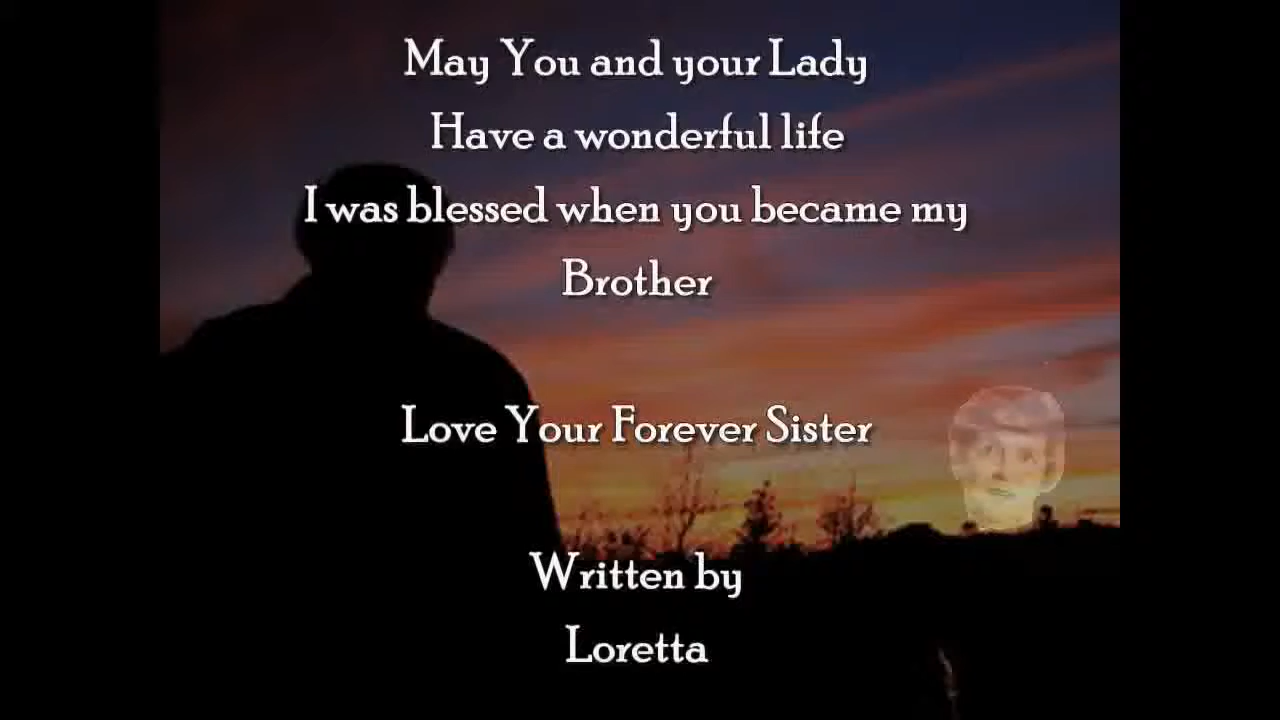 May You and your Lady
Have a wonderful life
I was blessed when you became my
Brother
Love Your Forever Sister
Written by
Loretta